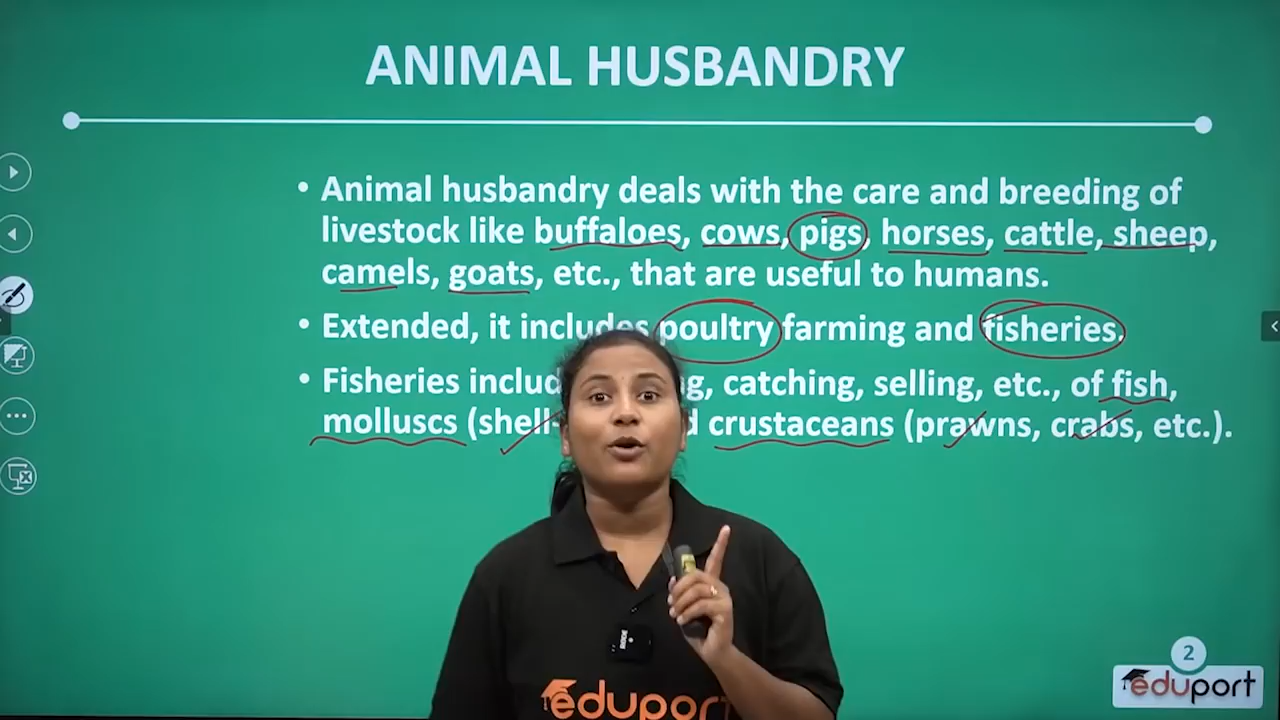 ANIMAL HUSBANDRY
• Animal husbandry deals with the care and breeding of
livestock like buffaloes, cows, pigs, horses, cattle, sheep,
camels, goats, etc., that are useful to humans.
• Extended, it includes poultry farming and fisheries.
• Fisheries catching, selling, etc., of fish,
molluscs crustaceans (prawns, crabs, etc.).
RODE
eduport
2
eduport